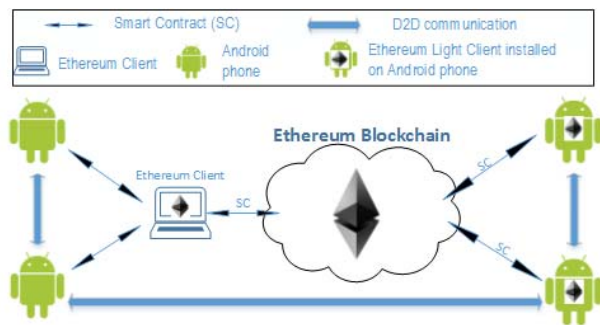 Smart Contract (SC)
D2D communication
Ethereum Client
Android
phone
Ethereum Light Client installed
on Android phone
Ethereum Blockchain
Ethereum Client
SC
SC
SC